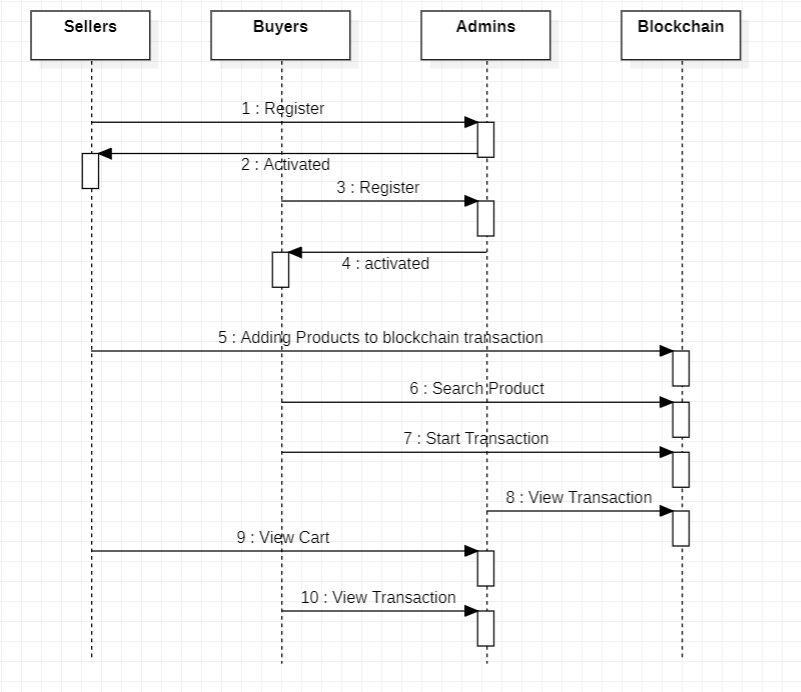 Sellers
Buyers
Admins
Blockchain
1 : Register
2 : Activated
3 : Register
4 : activated
5 : Adding Products to blockchain transaction
6 : Search Product
7 : Start Transaction
8 : View Transaction
9 : View Cart
10 : View Transaction